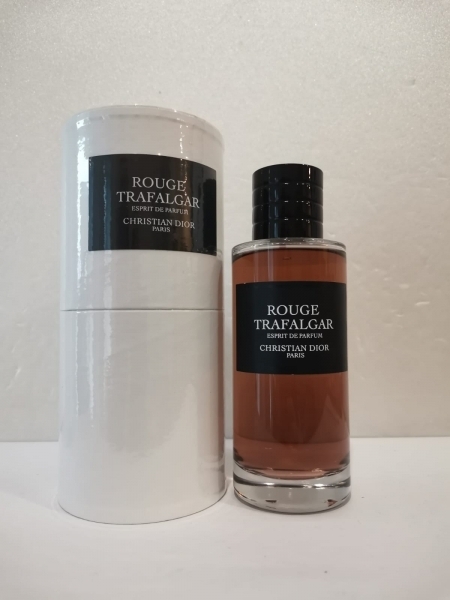 ROUGE
TRAFALGAR
ESPRIT DE PARFUM
CHRISTIAN DIOR
PARIS
ROUGE
TRAFALGAR
ESPRIT DE PARFUM
CHRISTIAN DIOR
PARIS